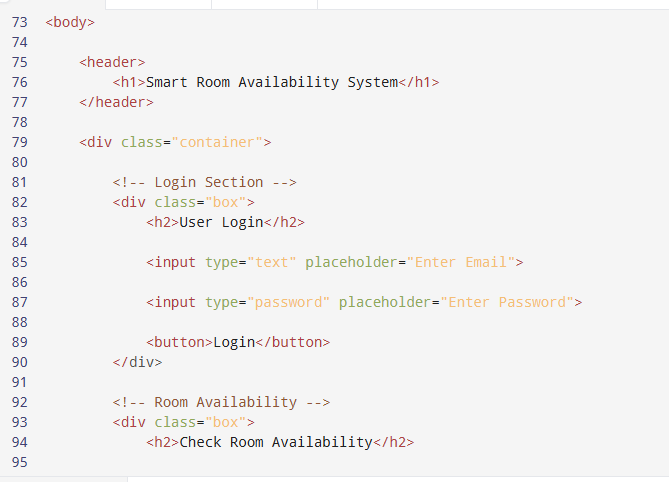 73 <body>
74
75     <header>
76         <h1>Smart Room Availability System</h1>
77     </header>
78
79     <div class="container">
80
81         <!-- Login Section -->
82         <div class="box">
83             <h2>User Login</h2>
84
85             <input type="text" placeholder="Enter Email">
86
87             <input type="password" placeholder="Enter Password">
88
89             <button>Login</button>
90         </div>
91
92         <!-- Room Availability -->
93         <div class="box">
94             <h2>Check Room Availability</h2>
95